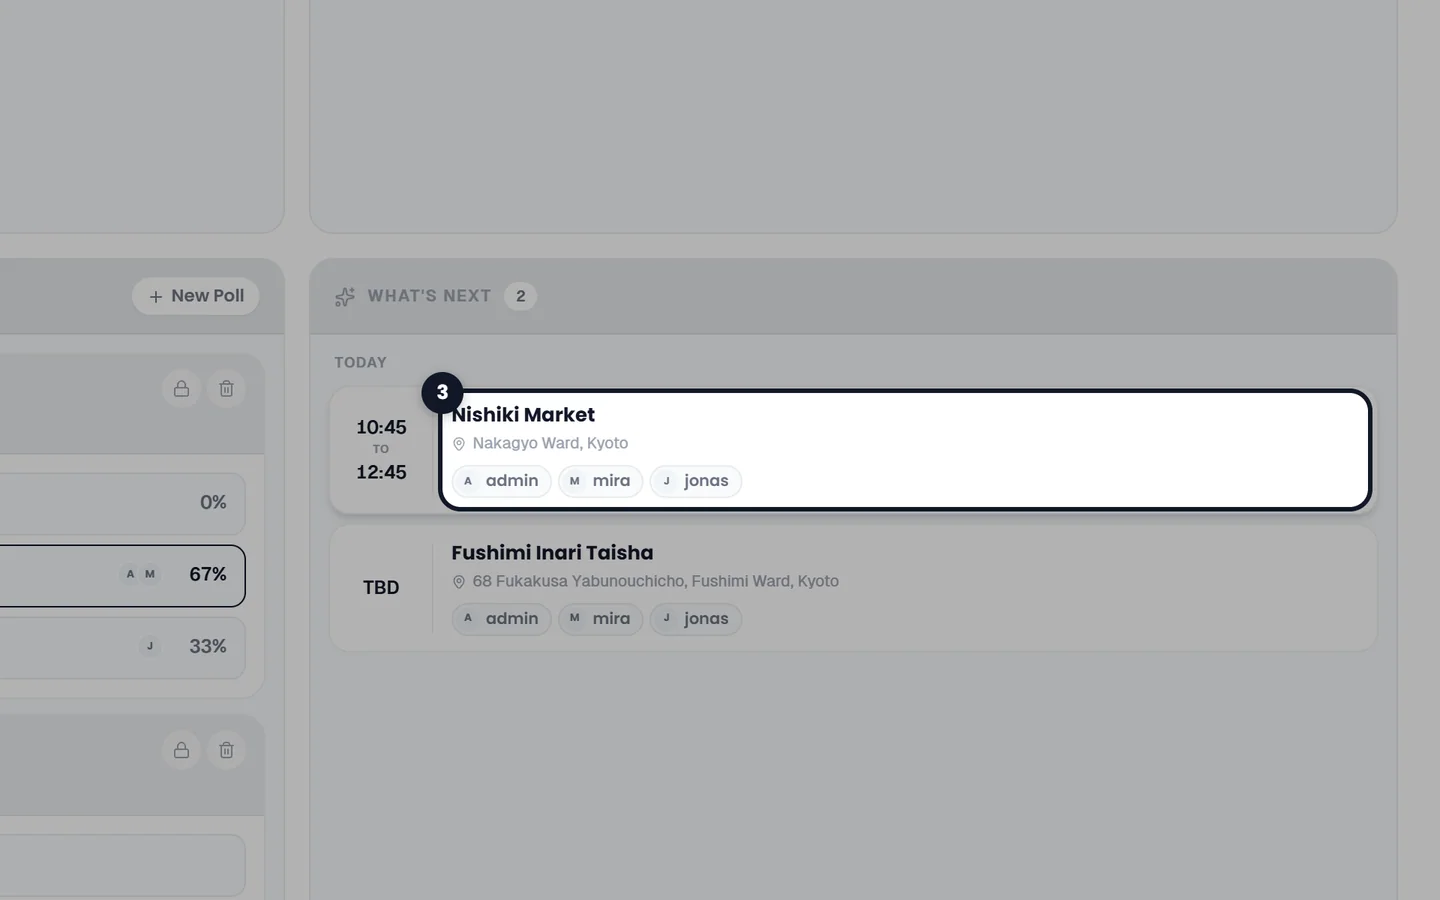 + New Poll
0%
A M 67%
J 33%
WHAT'S NEXT 2
TODAY
3
10:45
TO
12:45
Nishiki Market
Nakagyo Ward, Kyoto
A admin M mira J jonas
TBD
Fushimi Inari Taisha
68 Fukakusa Yabunouchicho, Fushimi Ward, Kyoto
A admin M mira J jonas